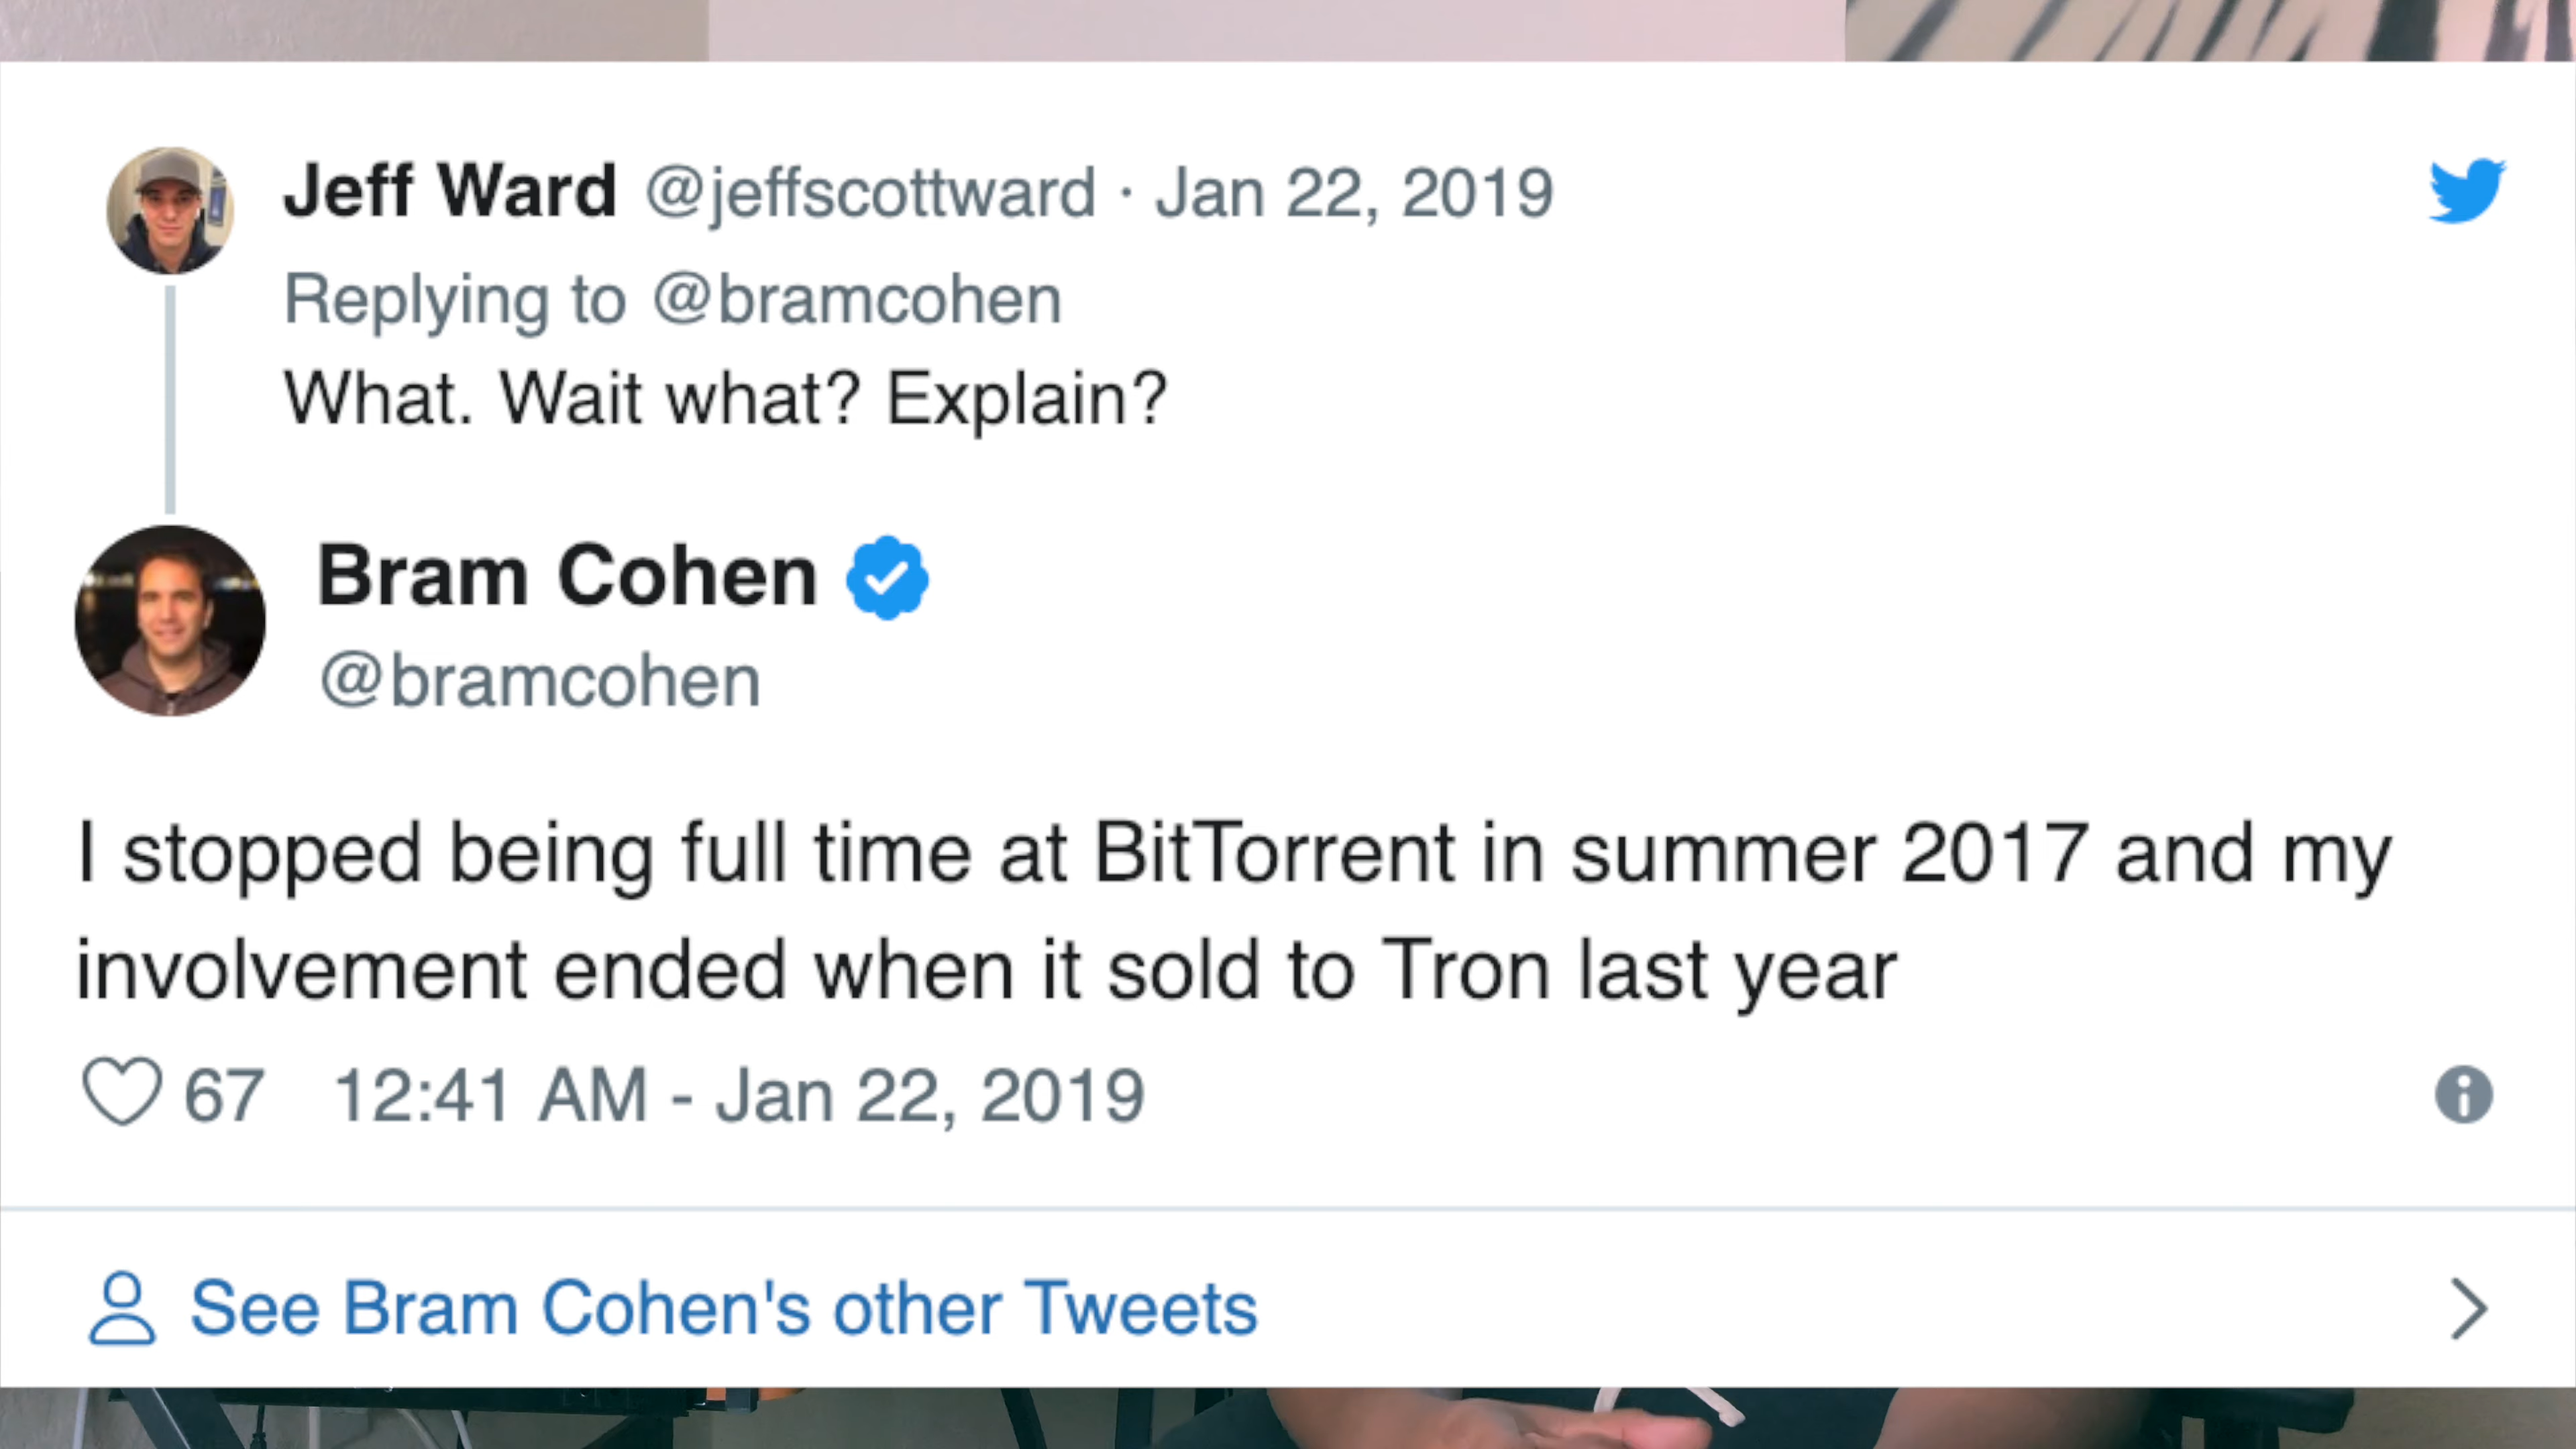 Jeff Ward @jeffscottward · Jan 22, 2019
Replying to @bramcohen
What. Wait what? Explain?
Bram Cohen
@bramcohen
I stopped being full time at BitTorrent in summer 2017 and my
involvement ended when it sold to Tron last year
67 12:41 AM - Jan 22, 2019
See Bram Cohen's other Tweets